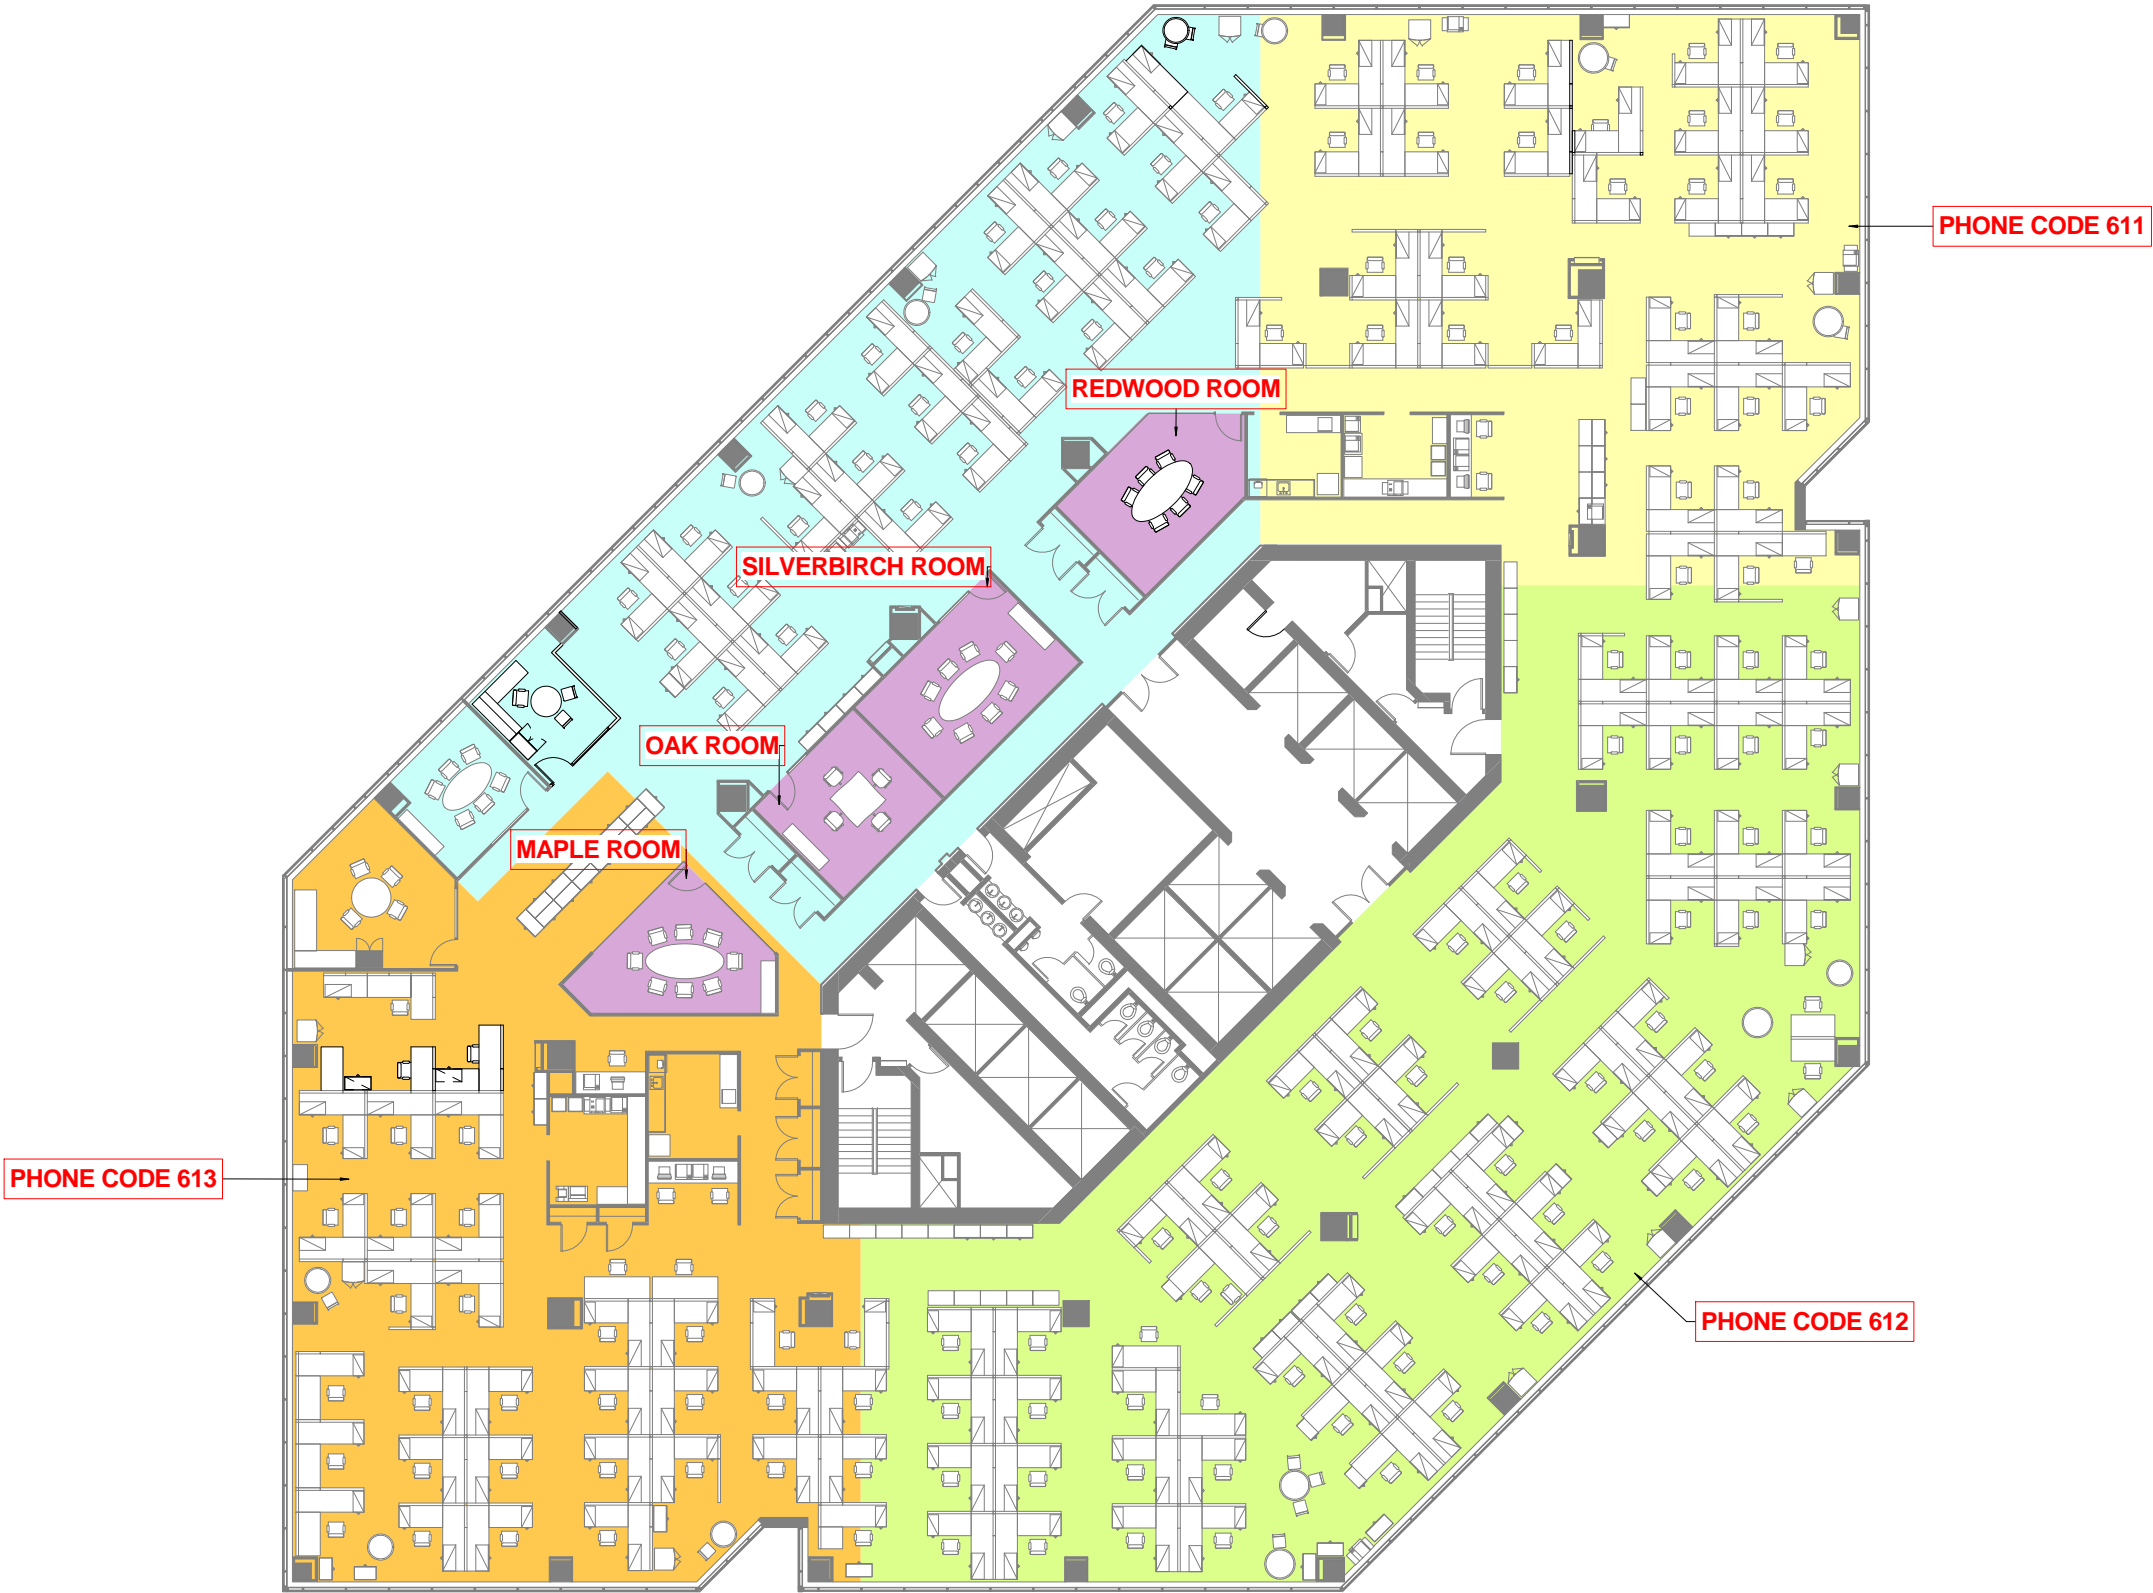 PHONE CODE 611
REDWOOD ROOM
SILVERBIRCH ROOM
OAK ROOM
MAPLE ROOM
PHONE CODE 613
PHONE CODE 612